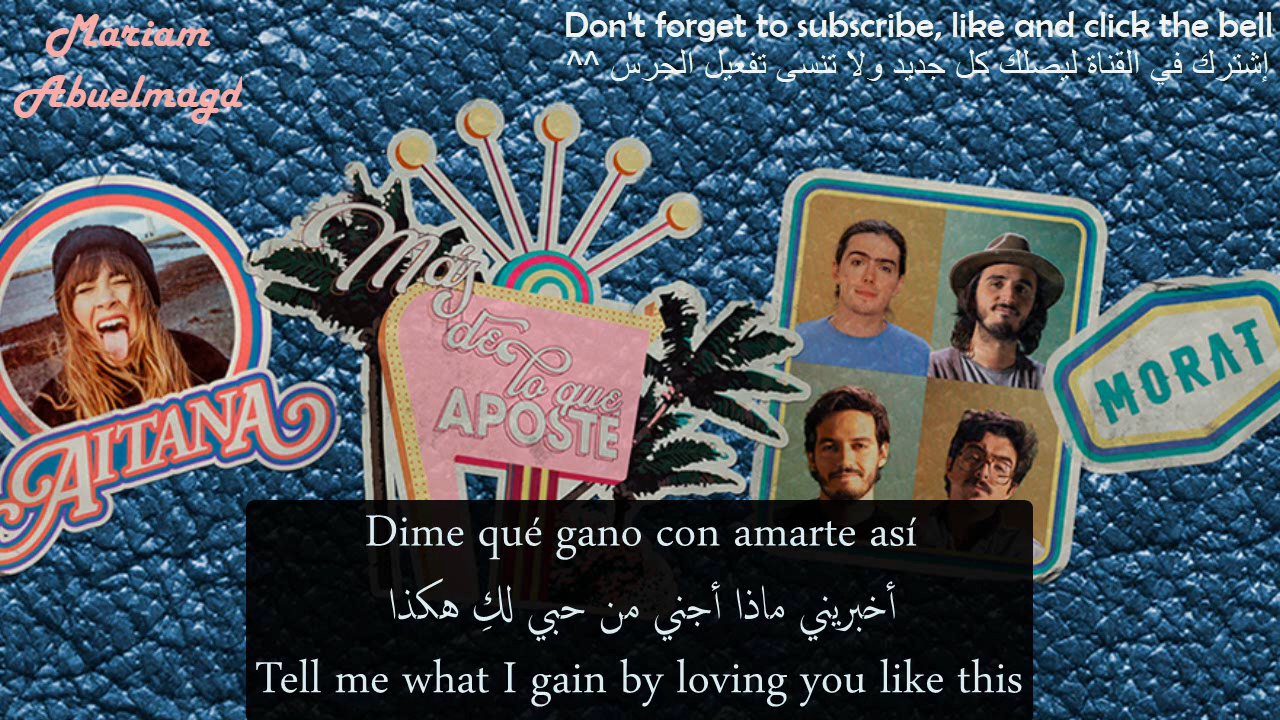 Mariam
Abuelmagd
Don't forget to subscribe, like and click the bell
إشترك في القناة ليصلك كل جديد ولا تنسى تفعيل الجرس ^^
AITANA
Más
de lo que
APOSTÉ
MORAT
Dime qué gano con amarte así
أخبريني ماذا أجني من حبي لكِ هكذا
Tell me what I gain by loving you like this